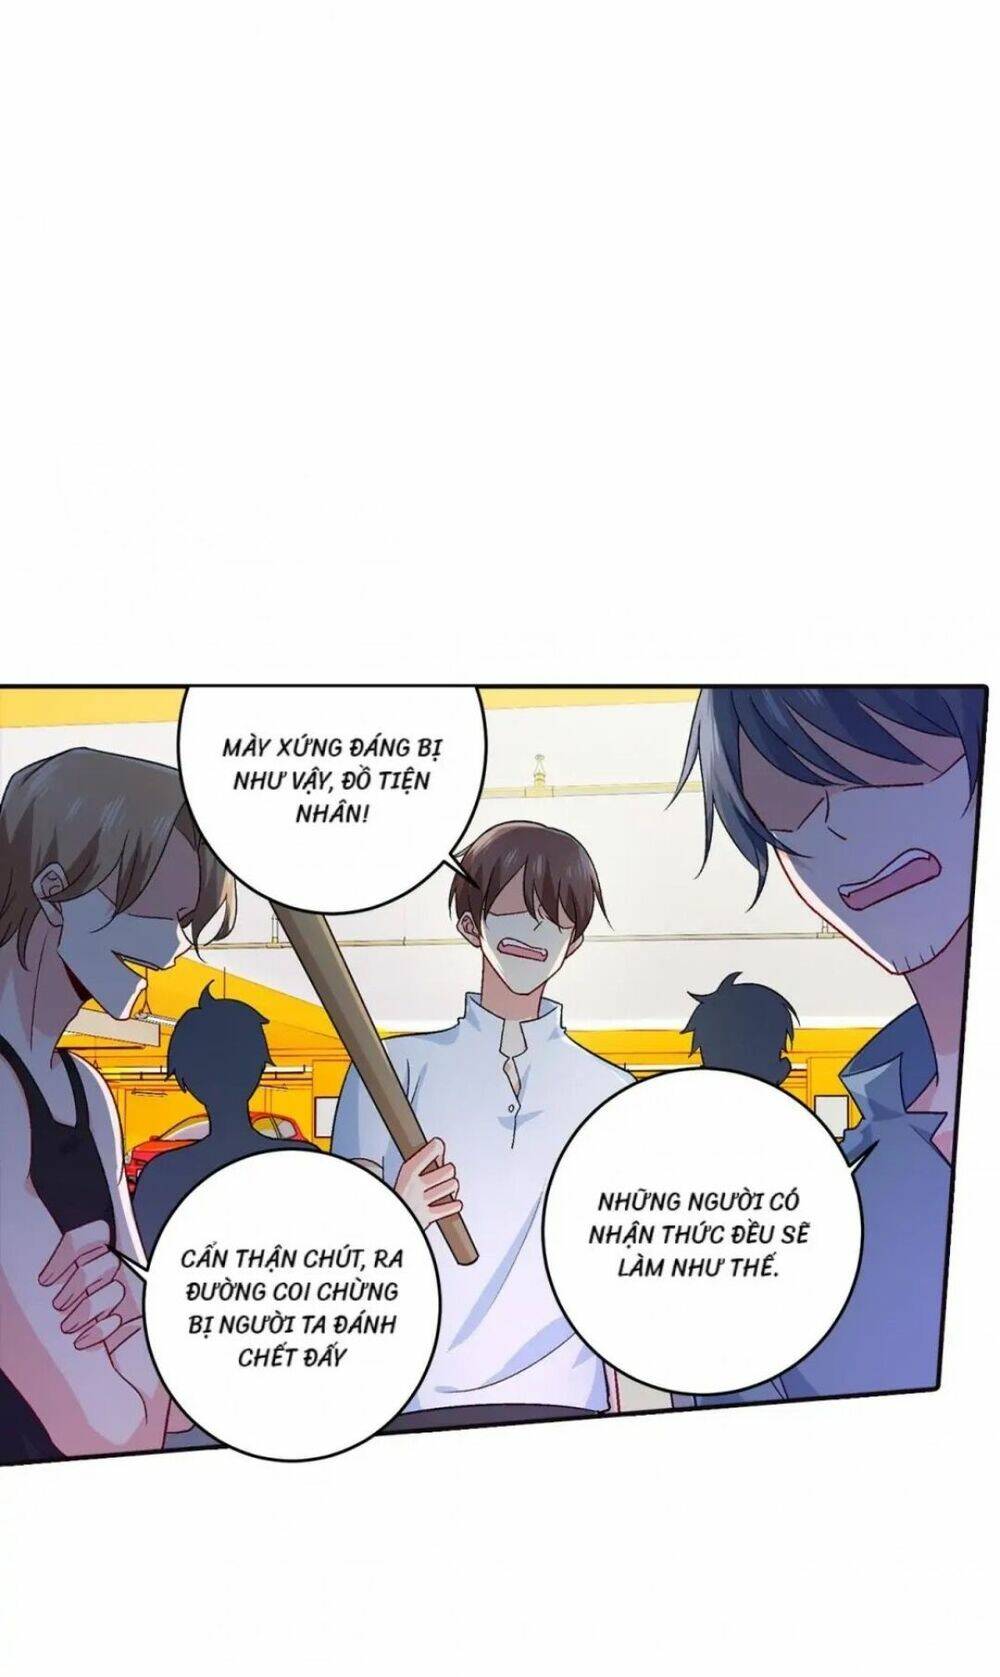 MÀY XỨNG ĐÁNG BỊ
NHƯ VẬY, ĐỒ TIỆN
NHÂN!
NHỮNG NGƯỜI CÓ
NHẬN THỨC ĐỀU SẼ
LÀM NHƯ THẾ.
CẨN THẬN CHÚT, RA
ĐƯỜNG COI CHỪNG
BỊ NGƯỜI TA ĐÁNH
CHẾT ĐẤY